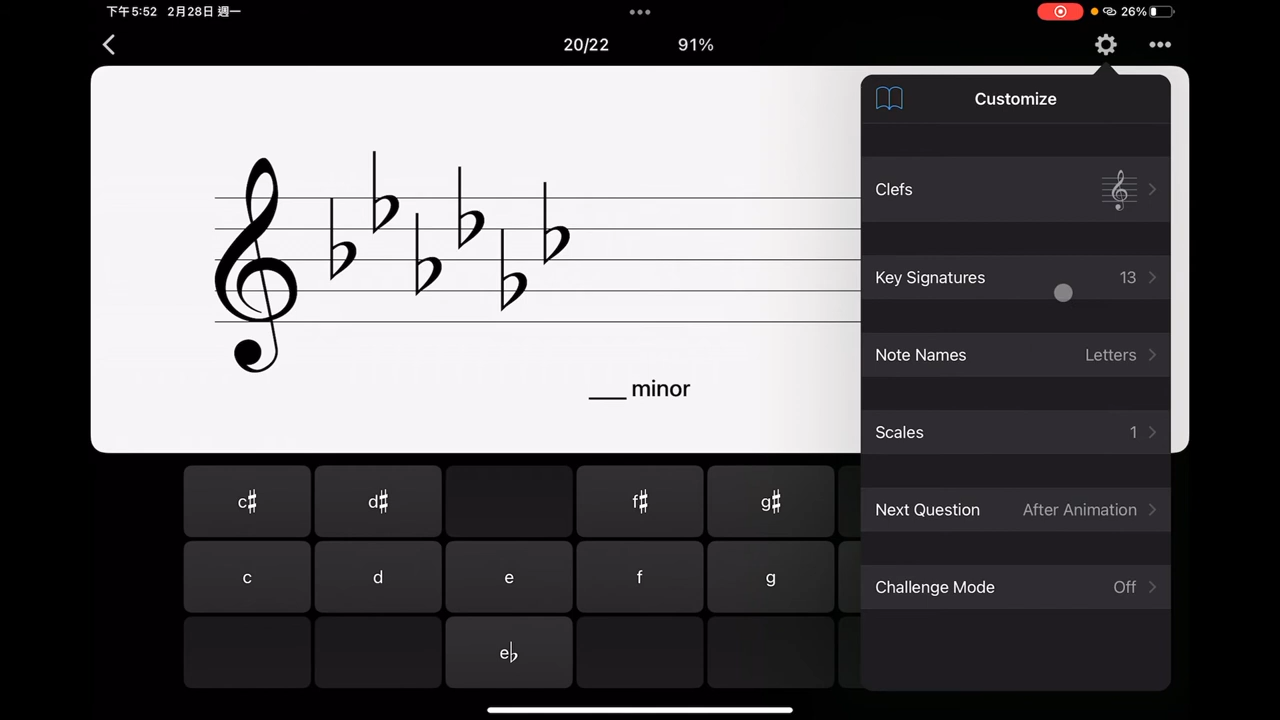 下午5:52 2月28日 週一
26%
20/22 91%
Customize
Clefs
Key Signatures 13
Note Names Letters
Scales 1
Next Question After Animation
Challenge Mode Off
___ minor
c♯ d♯ f♯ g♯
c d e f g
e♭